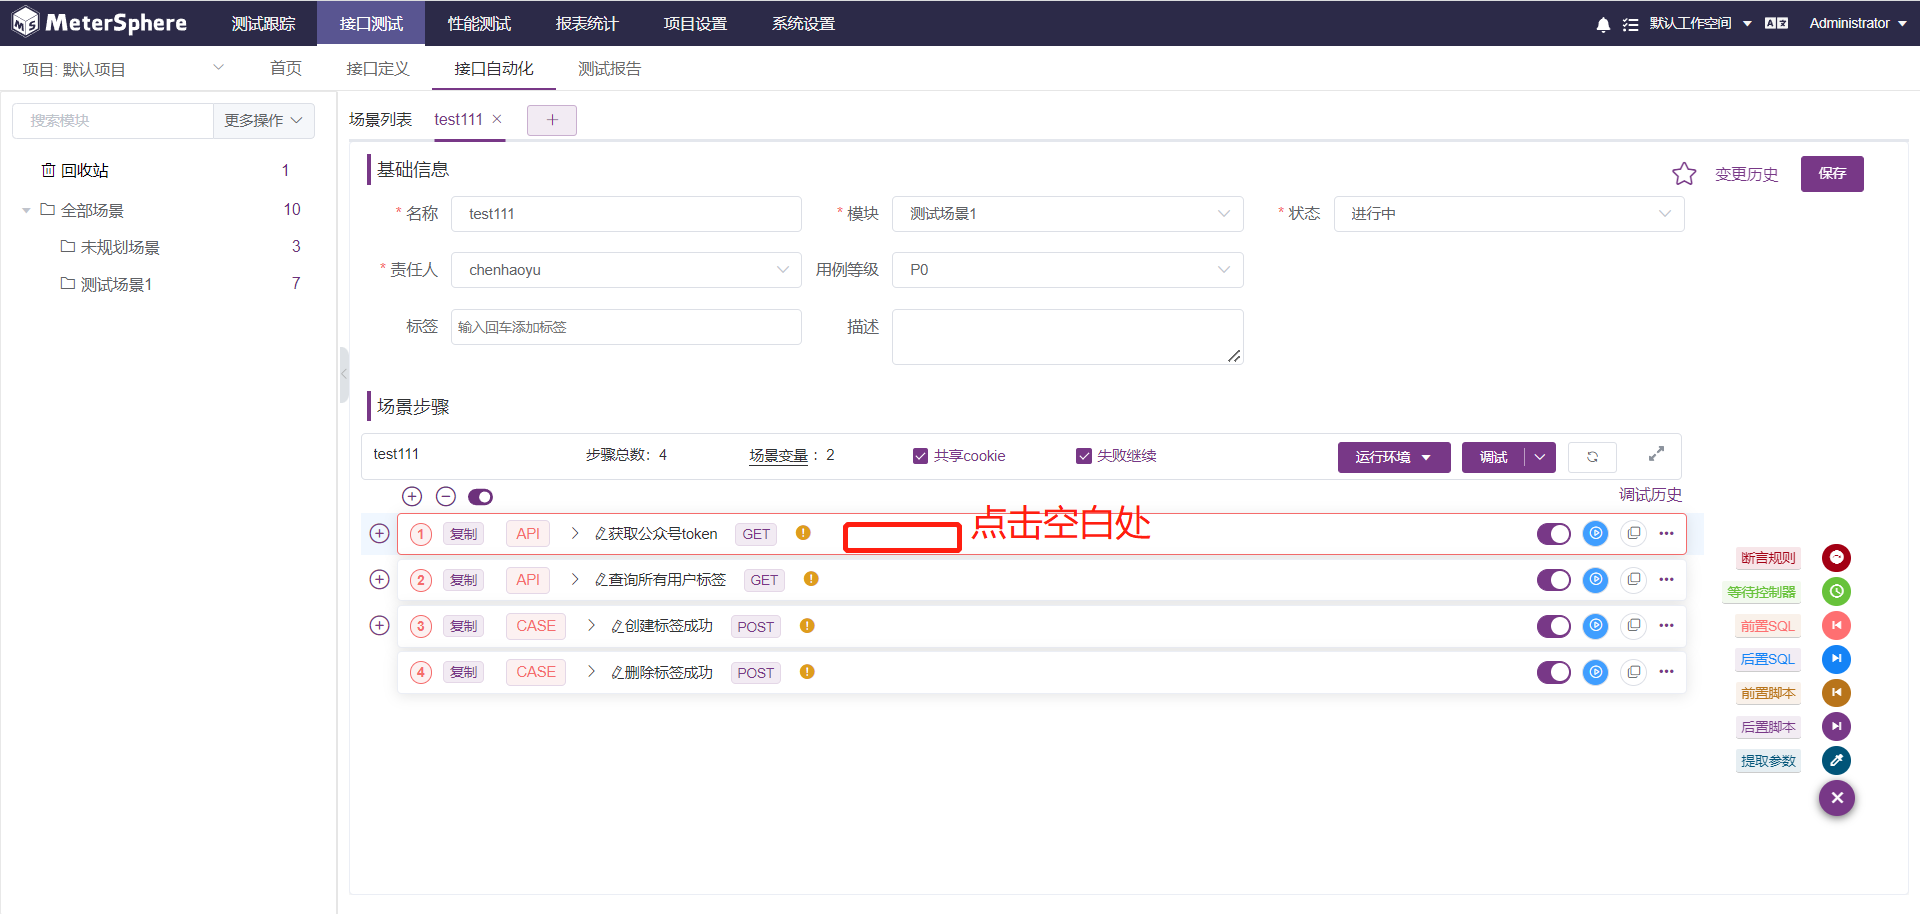 MeterSphere 测试跟踪 接口测试 性能测试 报表统计 项目设置 系统设置 默认工作空间 Administrator
项目: 默认项目 首页 接口定义 接口自动化 测试报告
搜索模块 更多操作
回收站 1
全部场景 10
未规划场景 3
测试场景1 7
场景列表 test111 × +
基础信息
变更历史 保存
* 名称 test111 * 模块 测试场景1 * 状态 进行中
* 责任人 chenhaoyu 用例等级 P0
标签 输入回车添加标签 描述
场景步骤
test111 步骤总数: 4 场景变量 : 2 共享cookie 失败继续 运行环境 调试
调试历史
1 复制 API 获取公众号token GET 点击空白处
2 复制 API 查询所有用户标签 GET
3 复制 CASE 创建标签成功 POST
4 复制 CASE 删除标签成功 POST
断言规则
等待控制器
前置SQL
后置SQL
前置脚本
后置脚本
提取参数